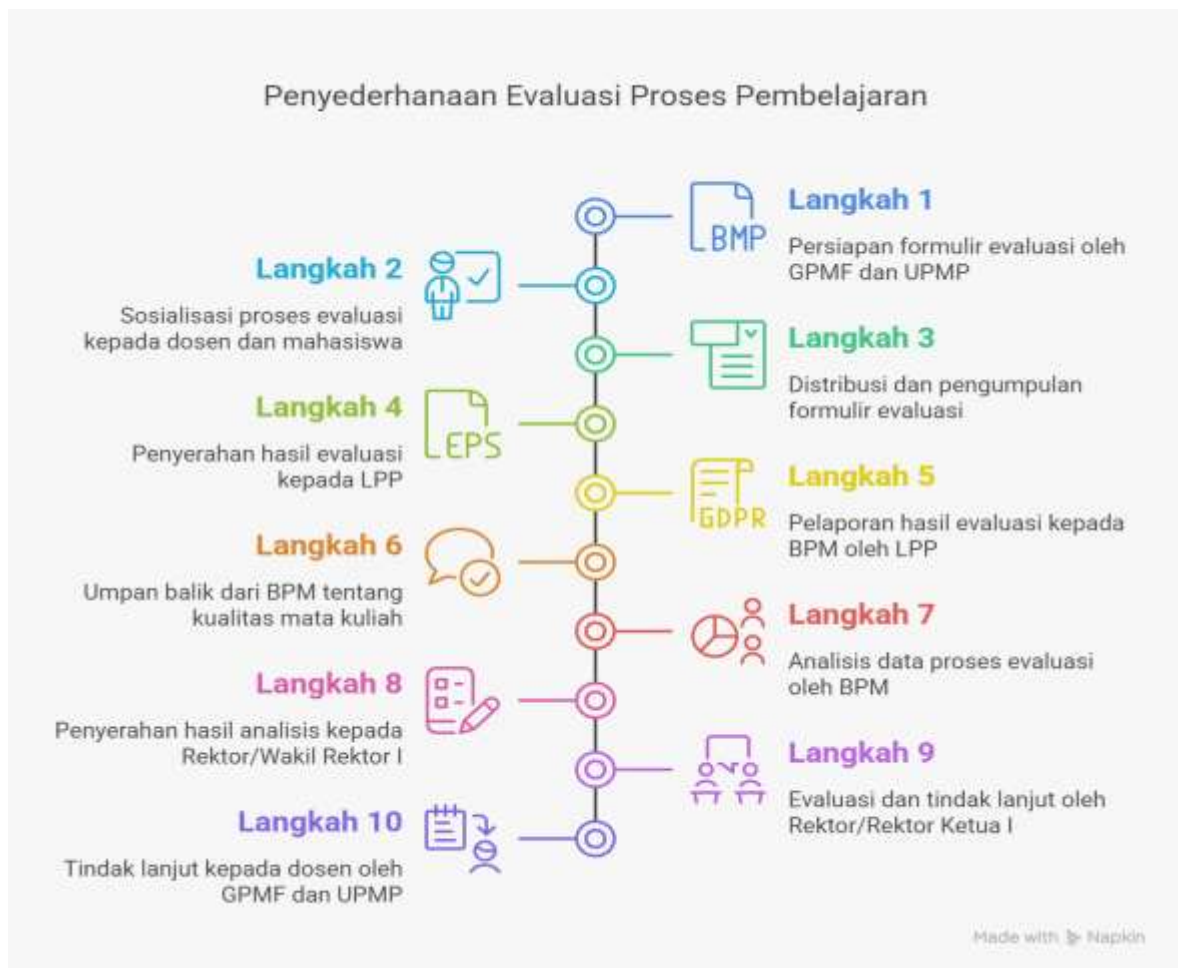 Penyederhanaan Evaluasi Proses Pembelajaran
BMP
Langkah 1
Persiapan formulir evaluasi oleh
GPMF dan UPMP
Langkah 2
Sosialisasi proses evaluasi
kepada dosen dan mahasiswa
Langkah 3
Distribusi dan pengumpulan
formulir evaluasi
Langkah 4
EPS
Penyerahan hasil evaluasi
kepada LPP
GDPR
Langkah 5
Pelaporan hasil evaluasi kepada
BPM oleh LPP
Langkah 6
Umpan balik dari BPM tentang
kualitas mata kuliah
Langkah 7
Analisis data proses evaluasi
oleh BPM
Langkah 8
Penyerahan hasil analisis kepada
Rektor/Wakil Rektor I
Langkah 9
Evaluasi dan tindak lanjut oleh
Rektor/Rektor Ketua I
Langkah 10
Tindak lanjut kepada dosen oleh
GPMF dan UPMP
Made with Napkin